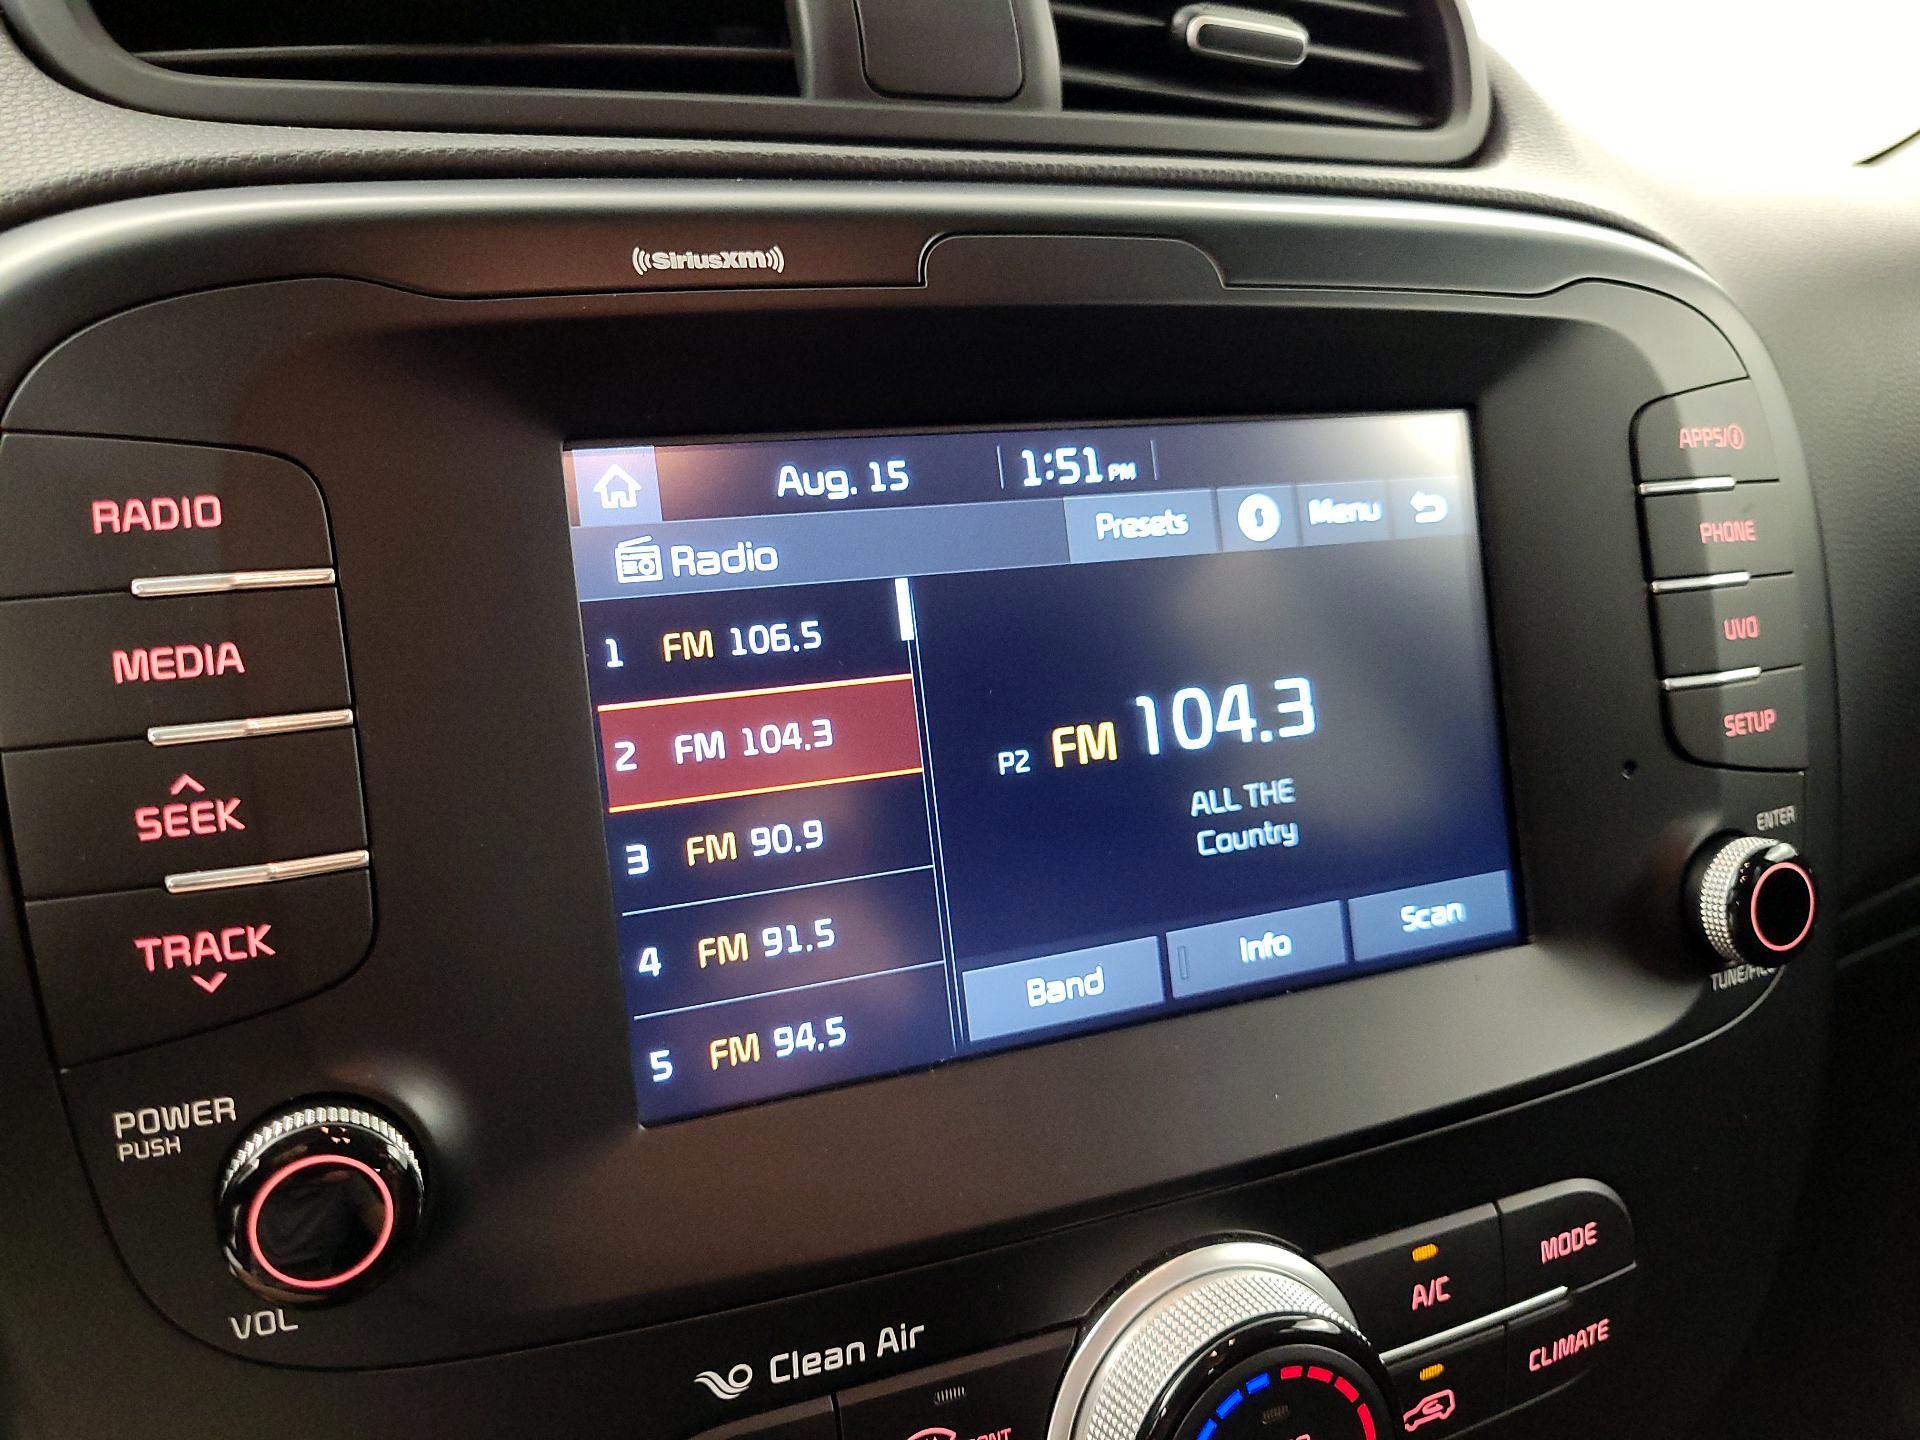 ((SiriusXM))
RADIO
MEDIA
SEEK
TRACK
POWER
PUSH
VOL
Aug. 15
1:51 PM
Radio
Presets
Menu
1 FM 106.5
2 FM 104.3
3 FM 90.9
4 FM 91.5
5 FM 94.5
P2 FM 104.3
ALL THE
Country
Band
Info
Scan
APPS/i
PHONE
UVO
SETUP
ENTER
Clean Air
A/C
MODE
CLIMATE